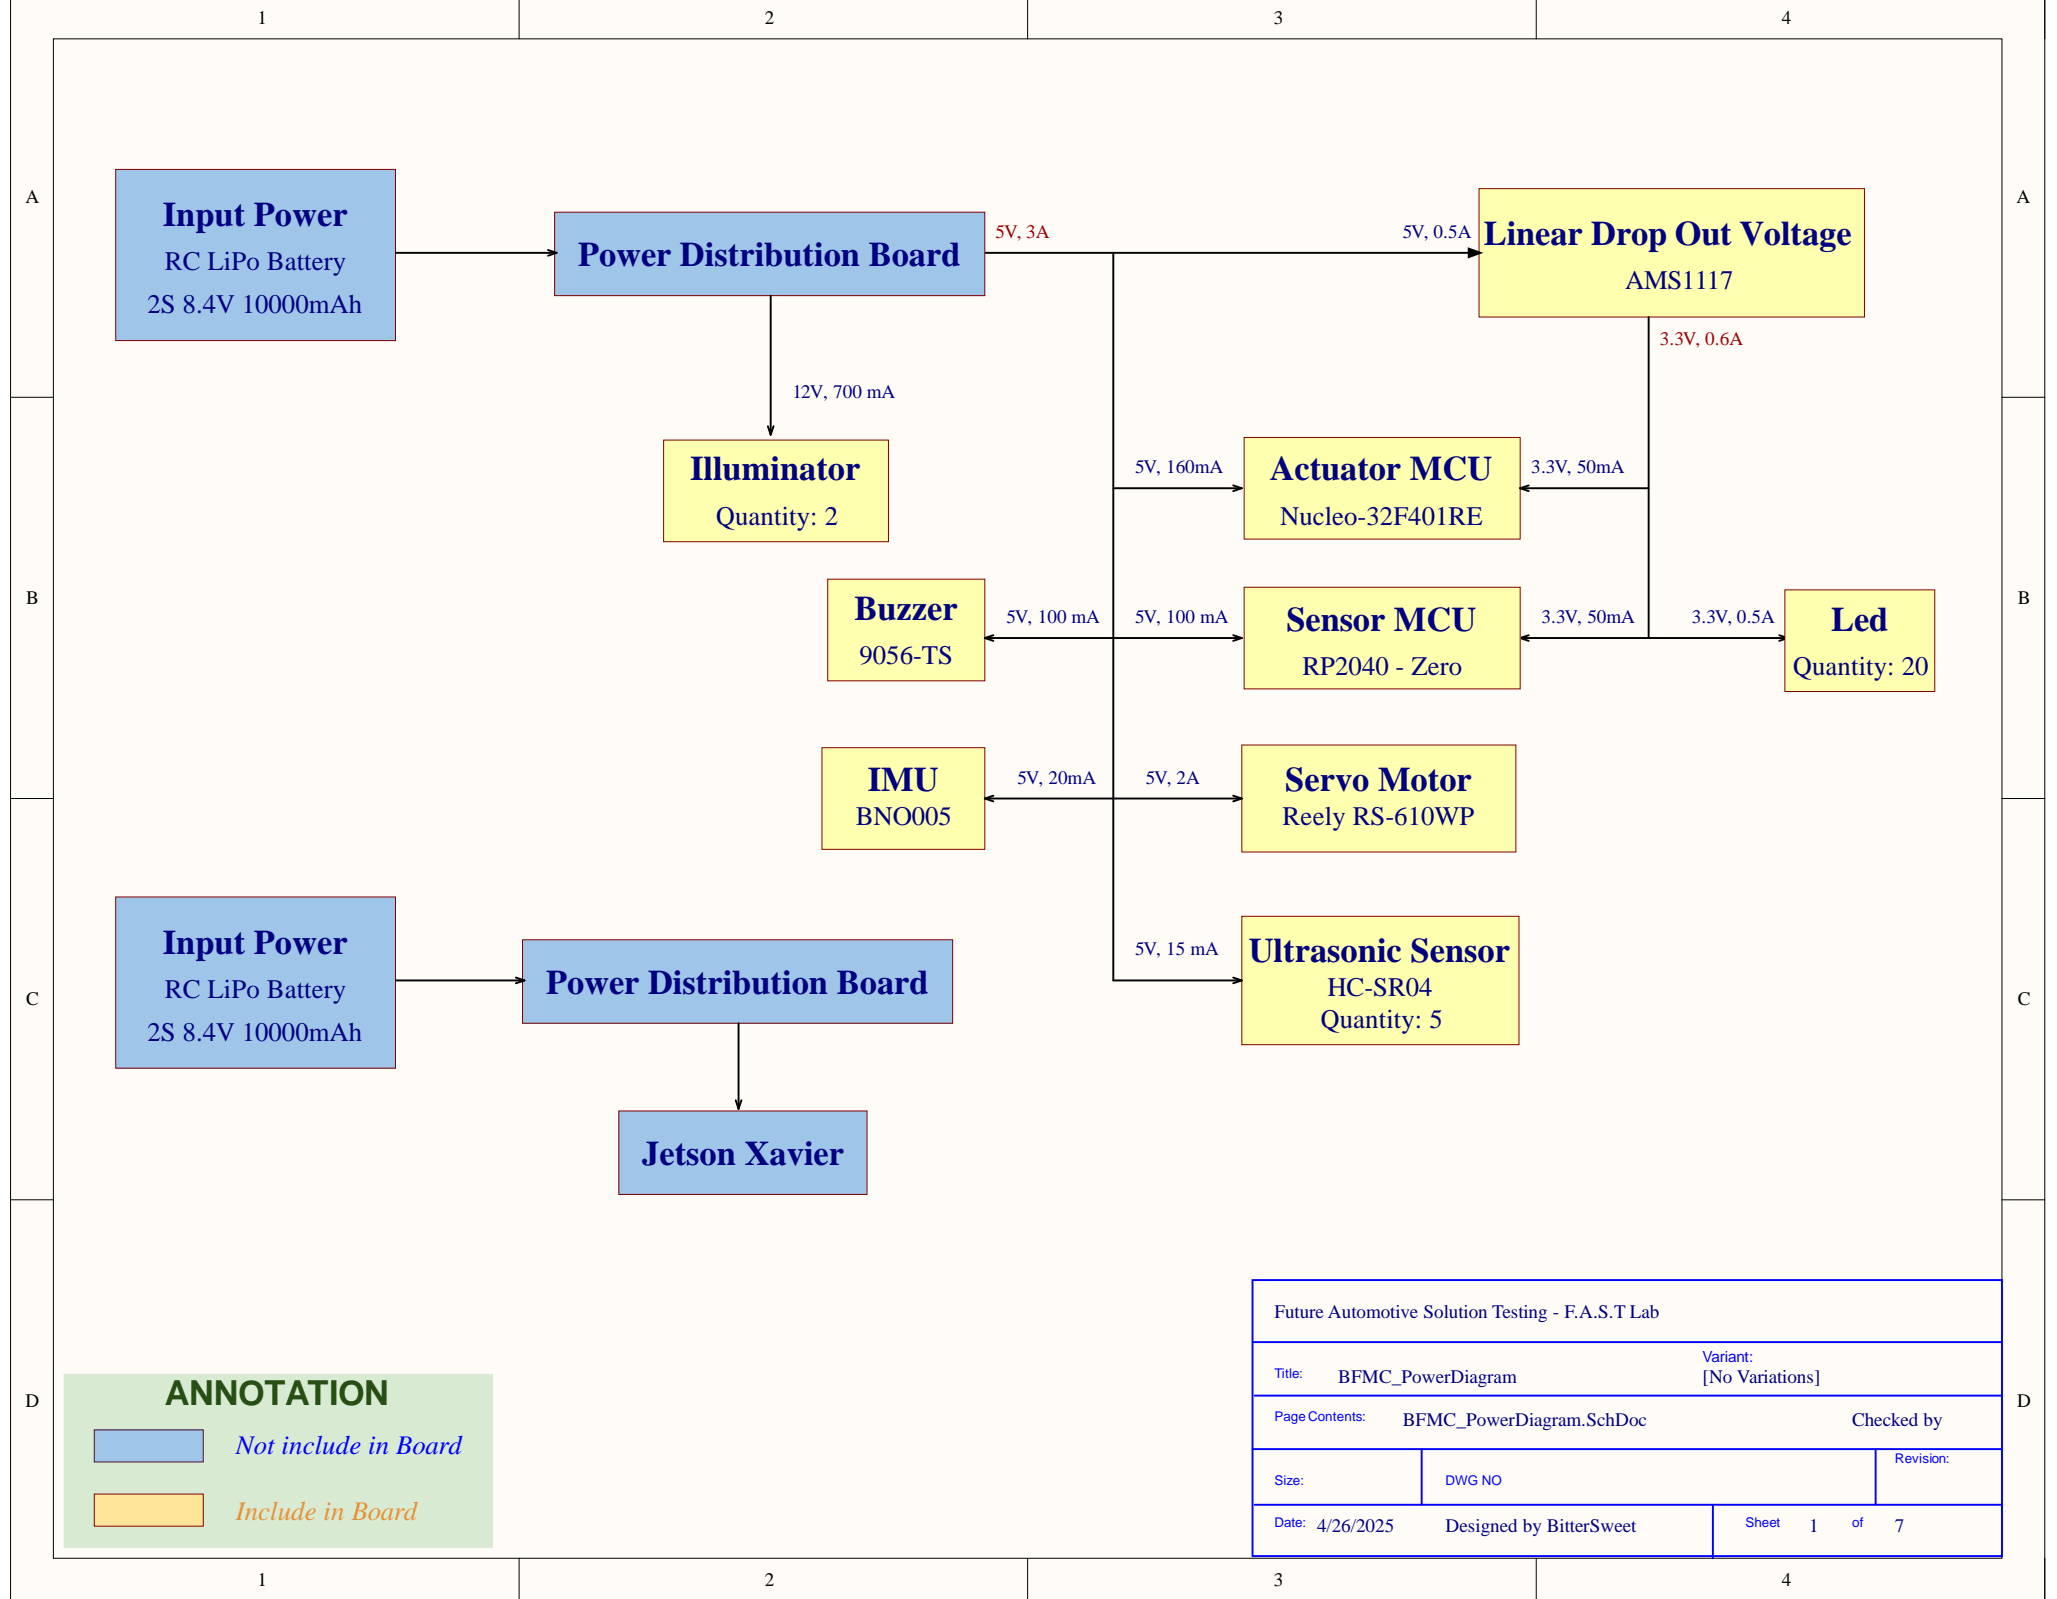 1 2 3 4
A A
Input Power
RC LiPo Battery
2S 8.4V 10000mAh
Power Distribution Board
5V, 3A
5V, 0.5A
Linear Drop Out Voltage
AMS1117
3.3V, 0.6A
12V, 700 mA
Illuminator
Quantity: 2
5V, 160mA
Actuator MCU
Nucleo-32F401RE
3.3V, 50mA
B B
Buzzer
9056-TS
5V, 100 mA
5V, 100 mA
Sensor MCU
RP2040 - Zero
3.3V, 50mA
3.3V, 0.5A
Led
Quantity: 20
IMU
BNO005
5V, 20mA
5V, 2A
Servo Motor
Reely RS-610WP
C C
Input Power
RC LiPo Battery
2S 8.4V 10000mAh
Power Distribution Board
5V, 15 mA
Ultrasonic Sensor
HC-SR04
Quantity: 5
Jetson Xavier
D D
ANNOTATION
Not include in Board
Include in Board
Future Automotive Solution Testing - F.A.S.T Lab
Title: BFMC_PowerDiagram
Variant:
[No Variations]
Page Contents: BFMC_PowerDiagram.SchDoc Checked by
Size: DWG NO Revision:
Date: 4/26/2025 Designed by BitterSweet Sheet 1 of 7
1 2 3 4